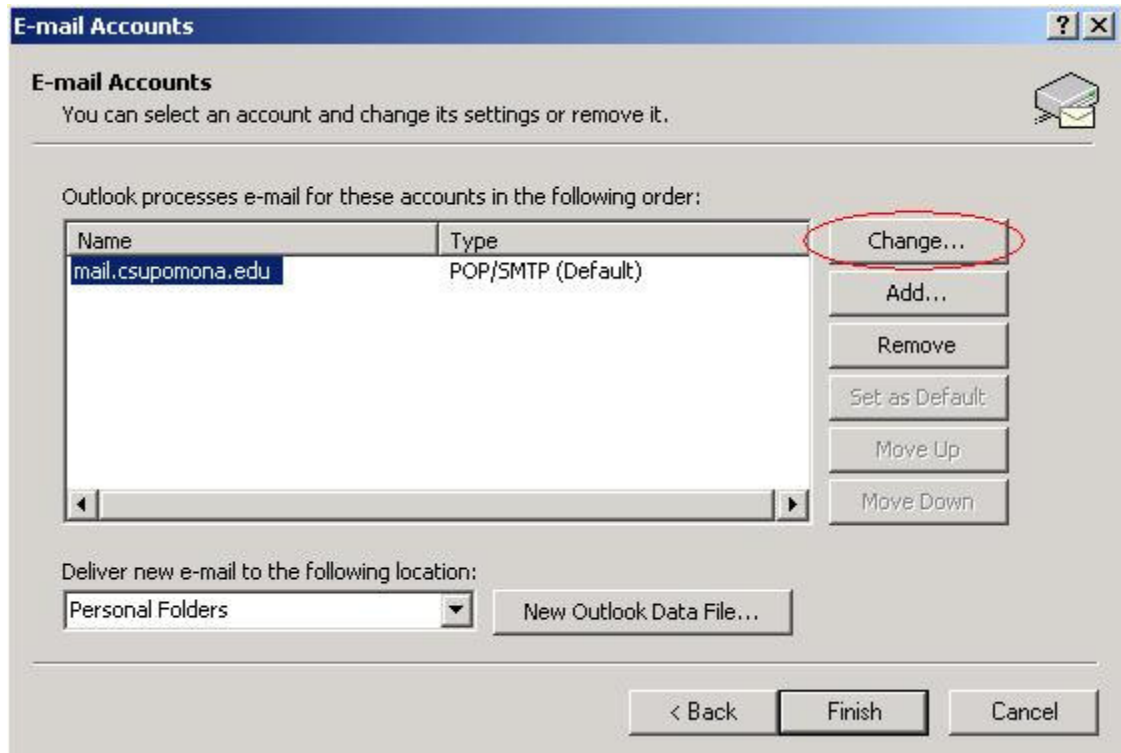 E-mail Accounts
E-mail Accounts
You can select an account and change its settings or remove it.
Outlook processes e-mail for these accounts in the following order:
Name Type
mail.csupomona.edu POP/SMTP (Default)
Change...
Add...
Remove
Set as Default
Move Up
Move Down
Deliver new e-mail to the following location:
Personal Folders New Outlook Data File...
< Back Finish Cancel